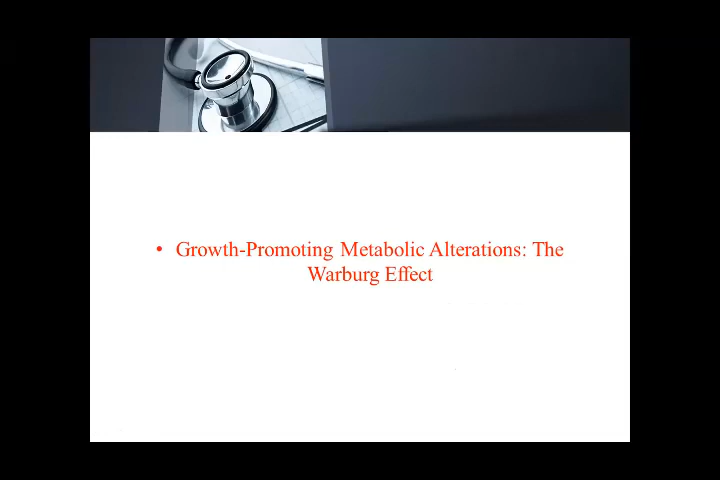 • Growth-Promoting Metabolic Alterations: The
Warburg Effect